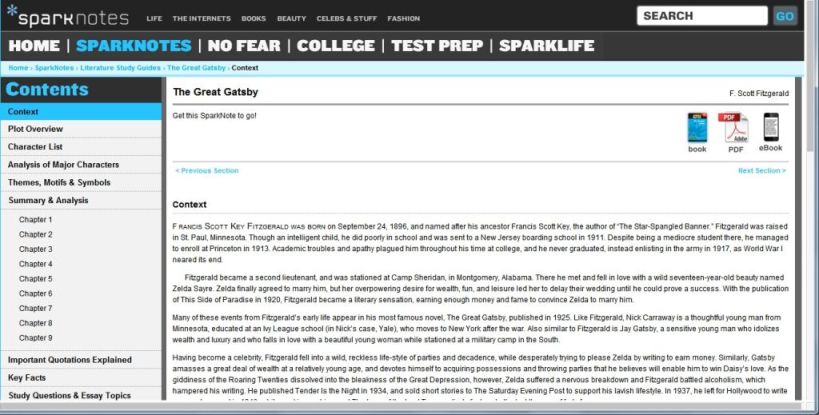 *sparknotes LIFE THE INTERNETS BOOKS BEAUTY CELEBS & STUFF FASHION SEARCH GO
HOME | SPARKNOTES | NO FEAR | COLLEGE | TEST PREP | SPARKLIFE
Home › SparkNotes › Literature Study Guides › The Great Gatsby › Context
Contents
Context
Plot Overview
Character List
Analysis of Major Characters
Themes, Motifs & Symbols
Summary & Analysis
Chapter 1
Chapter 2
Chapter 3
Chapter 4
Chapter 5
Chapter 6
Chapter 7
Chapter 8
Chapter 9
Important Quotations Explained
Key Facts
Study Questions & Essay Topics
The Great Gatsby
F. Scott Fitzgerald
Get this SparkNote to go!
PDF
Adobe
book PDF eBook
< Previous Section
Next Section >
Context
FRANCIS SCOTT KEY FITZGERALD WAS BORN on September 24, 1896, and named after his ancestor Francis Scott Key, the author of "The Star-Spangled Banner." Fitzgerald was raised
in St. Paul, Minnesota. Though an intelligent child, he did poorly in school and was sent to a New Jersey boarding school in 1911. Despite being a mediocre student there, he managed
to enroll at Princeton in 1913. Academic troubles and apathy plagued him throughout his time at college, and he never graduated, instead enlisting in the army in 1917, as World War I
neared its end.
Fitzgerald became a second lieutenant, and was stationed at Camp Sheridan, in Montgomery, Alabama. There he met and fell in love with a wild seventeen-year-old beauty named
Zelda Sayre. Zelda finally agreed to marry him, but her overpowering desire for wealth, fun, and leisure led her to delay their wedding until he could prove a success. With the publication
of This Side of Paradise in 1920, Fitzgerald became a literary sensation, earning enough money and fame to convince Zelda to marry him.
Many of these events from Fitzgerald's early life appear in his most famous novel, The Great Gatsby, published in 1925. Like Fitzgerald, Nick Carraway is a thoughtful young man from
Minnesota, educated at an Ivy League school (in Nick's case, Yale), who moves to New York after the war. Also similar to Fitzgerald is Jay Gatsby, a sensitive young man who idolizes
wealth and luxury and who falls in love with a beautiful young woman while stationed at a military camp in the South.
Having become a celebrity, Fitzgerald fell into a wild, reckless life-style of parties and decadence, while desperately trying to please Zelda by writing to earn money. Similarly, Gatsby
amasses a great deal of wealth at a relatively young age, and devotes himself to acquiring possessions and throwing parties that he believes will enable him to win Daisy's love. As the
giddiness of the Roaring Twenties dissolved into the bleakness of the Great Depression, however, Zelda suffered a nervous breakdown and Fitzgerald battled alcoholism, which
hampered his writing. He published Tender Is the Night in 1934, and sold short stories to The Saturday Evening Post to support his lavish lifestyle. In 1937, he left for Hollywood to write